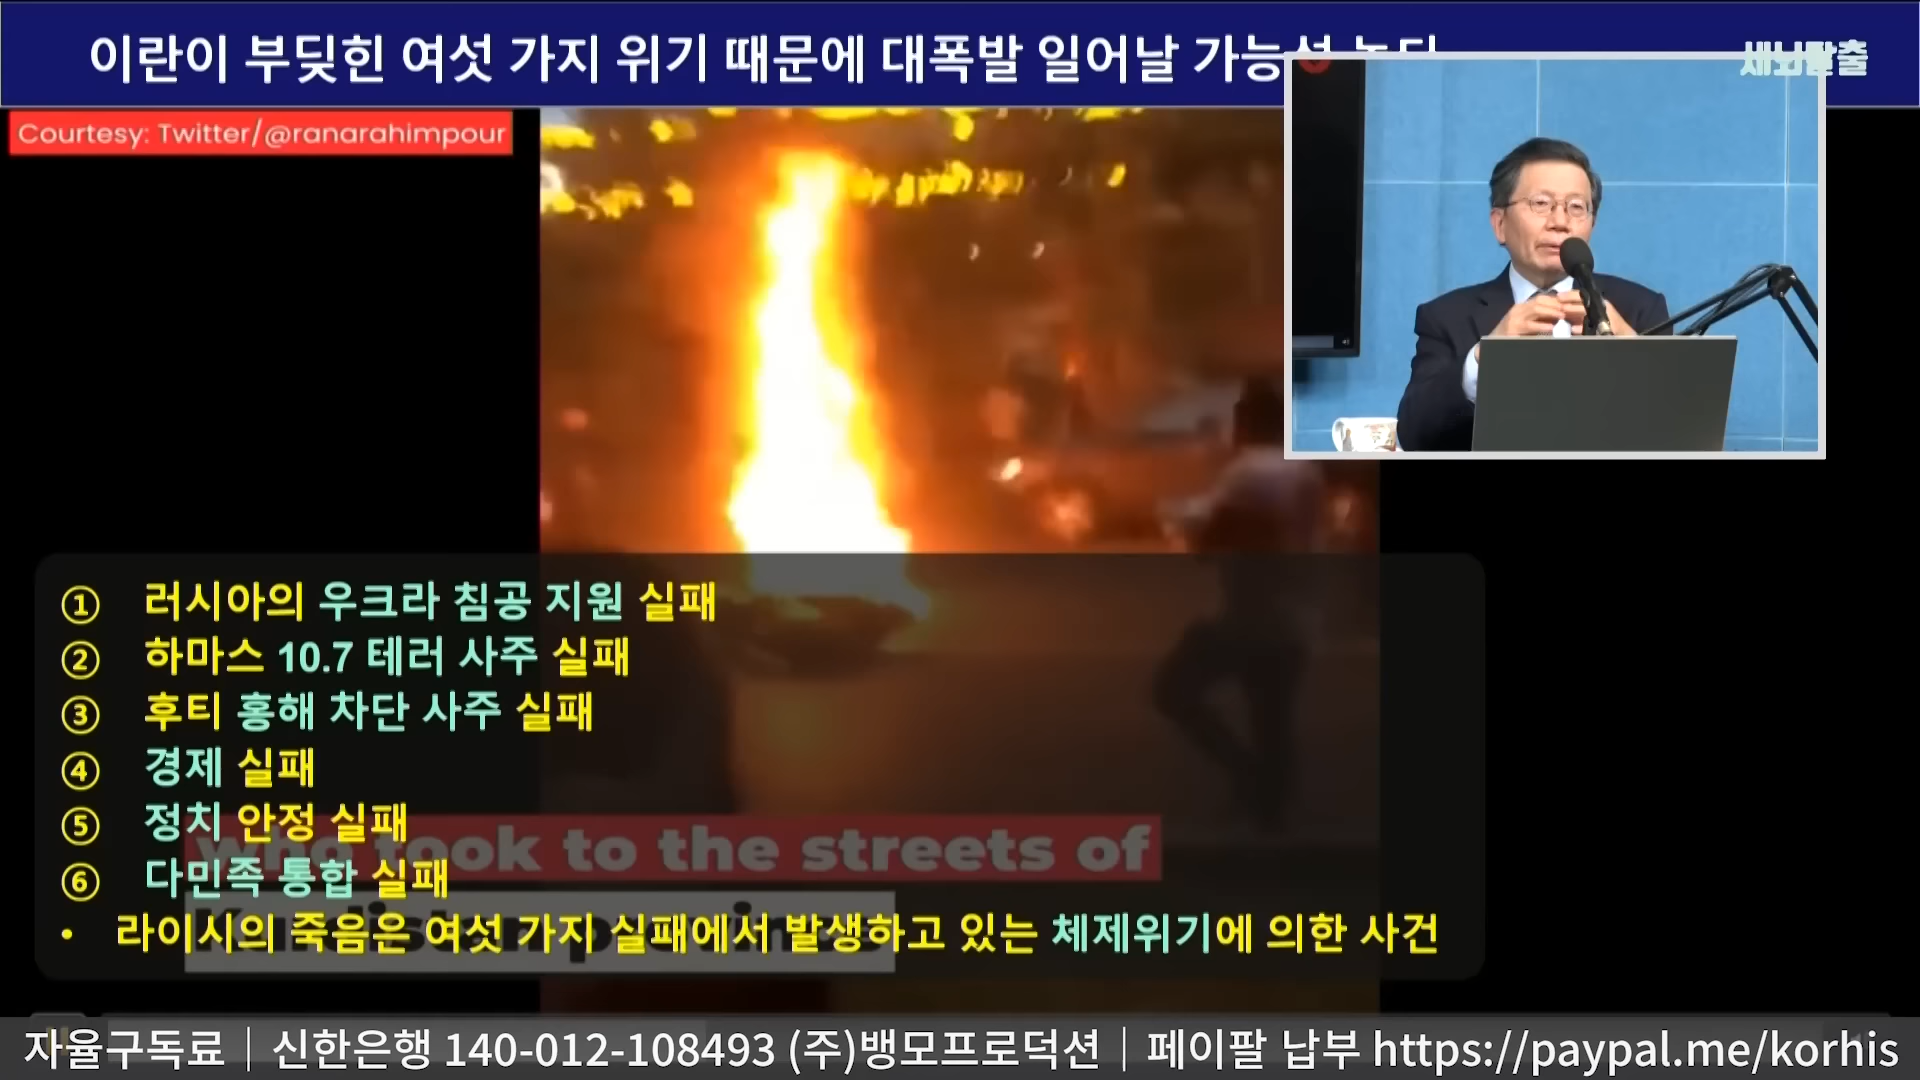 이란이 부딪힌 여섯 가지 위기 때문에 대폭발 일어날 가능성
세뇌탈출
Courtesy: Twitter/@ranarahimpour
① 러시아의 우크라 침공 지원 실패
② 하마스 10.7 테러 사주 실패
③ 후티 홍해 차단 사주 실패
④ 경제 실패
⑤ 정치 안정 실패
who took to the streets of
⑥ 다민족 통합 실패
• 라이시의 죽음은 여섯 가지 실패에서 발생하고 있는 체제위기에 의한 사건
자율구독료│신한은행 140-012-108493 (주)뱅모프로덕션│페이팔 납부 https://paypal.me/korhis